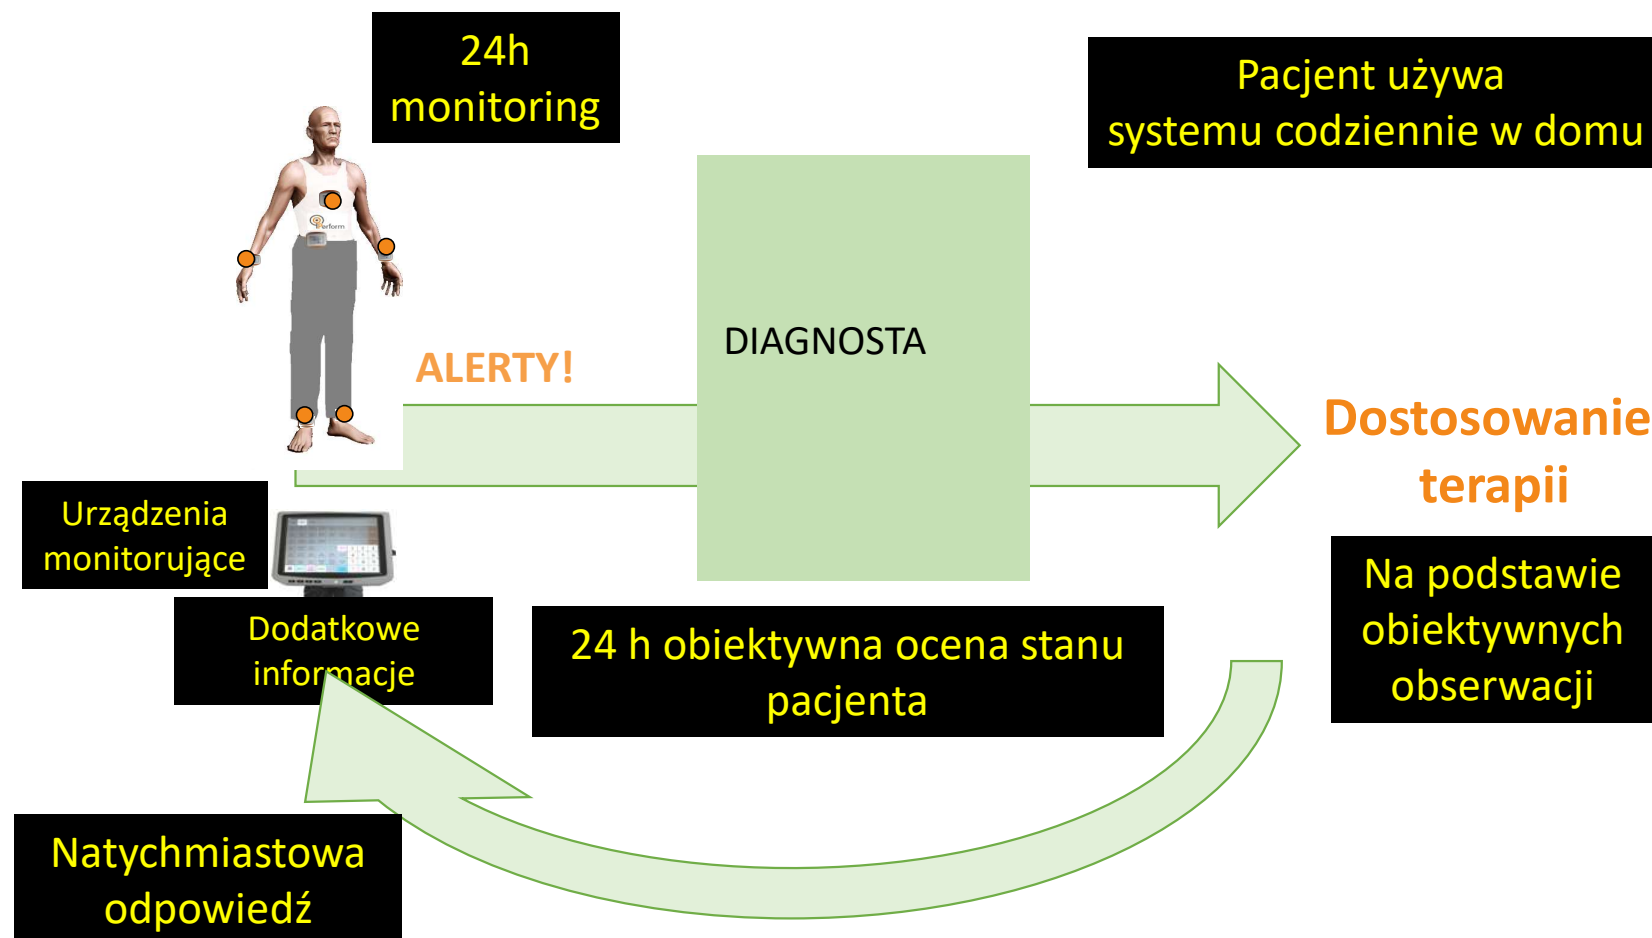 24h
monitoring
Pacjent używa
systemu codziennie w domu
Perform
DIAGNOSTA
ALERTY!
Dostosowanie
terapii
Urządzenia
monitorujące
Na podstawie
obiektywnych
obserwacji
Dodatkowe
informacje
24 h obiektywna ocena stanu
pacjenta
Natychmiastowa
odpowiedź